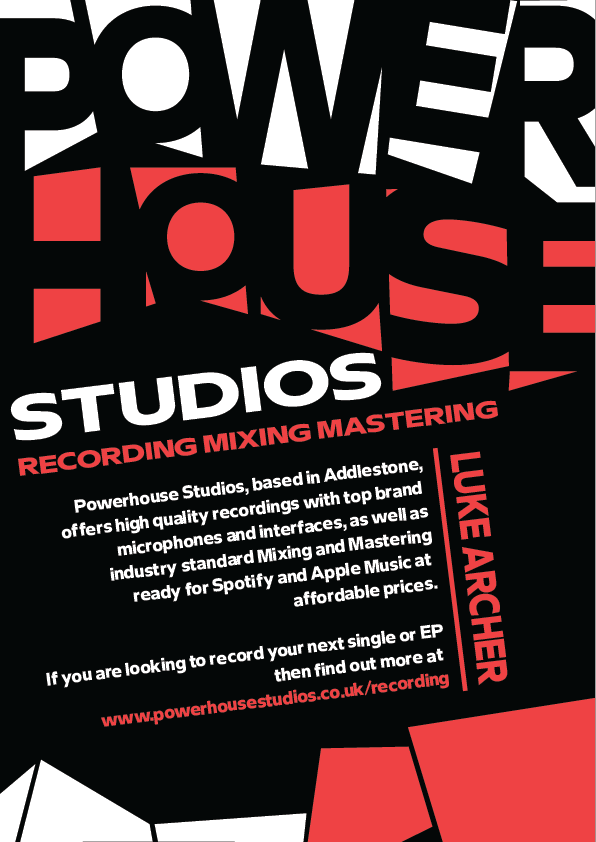 POWER
HOUSE
STUDIOS
RECORDING MIXING MASTERING
Powerhouse Studios, based in Addlestone,
offers high quality recordings with top brand
microphones and interfaces, as well as
industry standard Mixing and Mastering
ready for Spotify and Apple Music at
affordable prices.
If you are looking to record your next single or EP
then find out more at
www.powerhousestudios.co.uk/recording
LUKE ARCHER